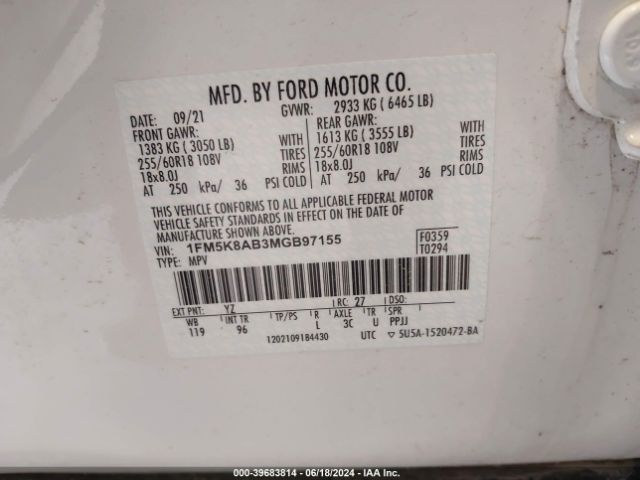 MFD. BY FORD MOTOR CO.
DATE: 09/21 GVWR: 2933 KG ( 6465 LB)
FRONT GAWR: REAR GAWR:
1383 KG ( 3050 LB) WITH 1613 KG ( 3555 LB) WITH
255/60R18 108V TIRES 255/60R18 108V TIRES
18x8.0J RIMS 18x8.0J RIMS
AT 250 kPa/ 36 PSI COLD AT 250 kPa/ 36 PSI COLD
THIS VEHICLE CONFORMS TO ALL APPLICABLE FEDERAL MOTOR
VEHICLE SAFETY STANDARDS IN EFFECT ON THE DATE OF
MANUFACTURE SHOWN ABOVE.
VIN: 1FM5K8AB3MGB97155 F0359
TYPE: MPV T0294
EXT PNT: YZ RC: 27 DSO:
WB INT TR TP/PS R AXLE TR SPR
119 96 L 3C U PPJJ
1202109184430 UTC ▽ 5U5A-1520472-BA
000-39683814 - 06/18/2024 - IAA Inc.